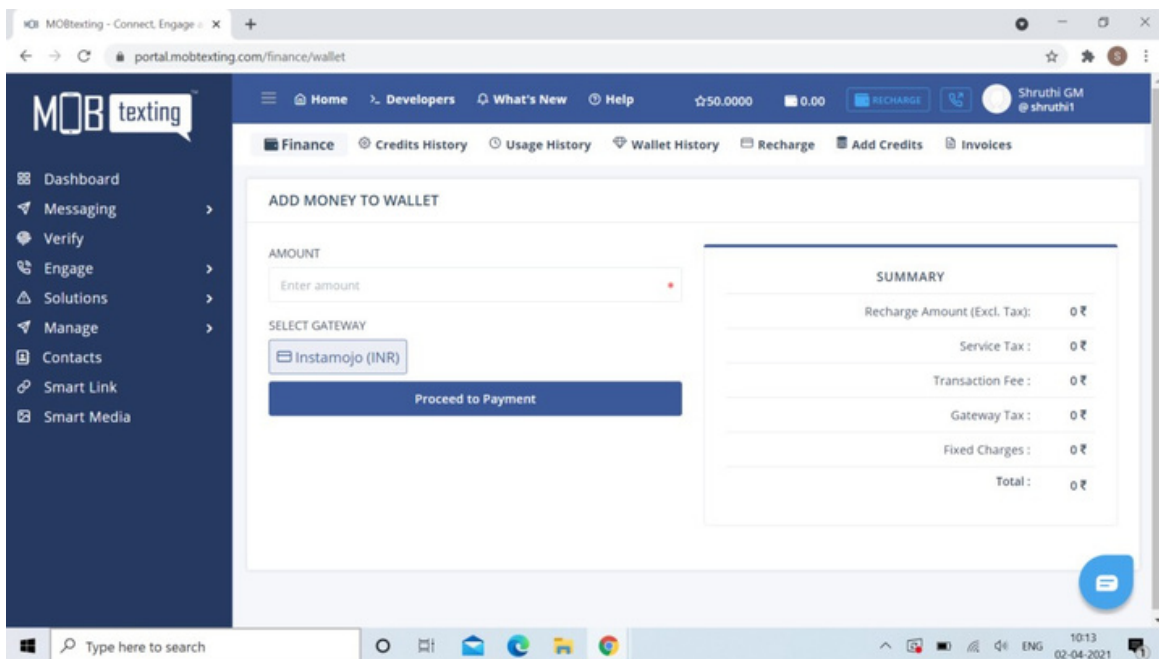 MOBtexting - Connect, Engage
portal.mobtexting.com/finance/wallet
MOB texting
Home Developers What's New Help 50.0000 0.00 RECHARGE Shruthi GM
@ shruthi1
Finance Credits History Usage History Wallet History Recharge Add Credits Invoices
Dashboard
Messaging
Verify
Engage
Solutions
Manage
Contacts
Smart Link
Smart Media
ADD MONEY TO WALLET
AMOUNT
Enter amount *
SELECT GATEWAY
Instamojo (INR)
Proceed to Payment
SUMMARY
Recharge Amount (Excl. Tax): 0 ₹
Service Tax : 0 ₹
Transaction Fee : 0 ₹
Gateway Tax : 0 ₹
Fixed Charges : 0 ₹
Total : 0 ₹
Type here to search
ENG
10:13
02-04-2021